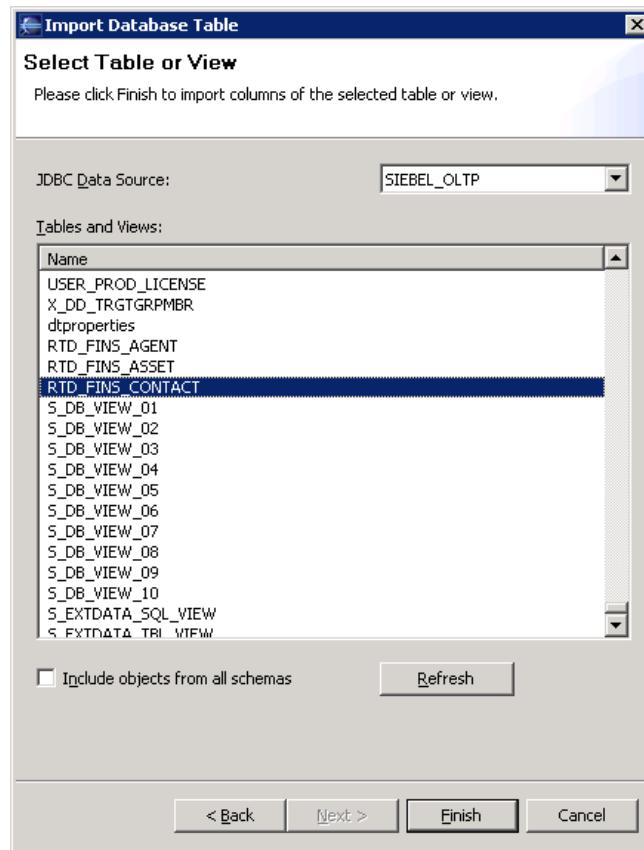 Import Database Table
Select Table or View
Please click Finish to import columns of the selected table or view.
JDBC Data Source: SIEBEL_OLTP
Tables and Views:
Name
USER_PROD_LICENSE
X_DD_TRGTGRPMBR
dtproperties
RTD_FINS_AGENT
RTD_FINS_ASSET
RTD_FINS_CONTACT
S_DB_VIEW_01
S_DB_VIEW_02
S_DB_VIEW_03
S_DB_VIEW_04
S_DB_VIEW_05
S_DB_VIEW_06
S_DB_VIEW_07
S_DB_VIEW_08
S_DB_VIEW_09
S_DB_VIEW_10
S_EXTDATA_SQL_VIEW
S_EXTDATA_TBL_VIEW
Include objects from all schemas Refresh
< Back Next > Finish Cancel